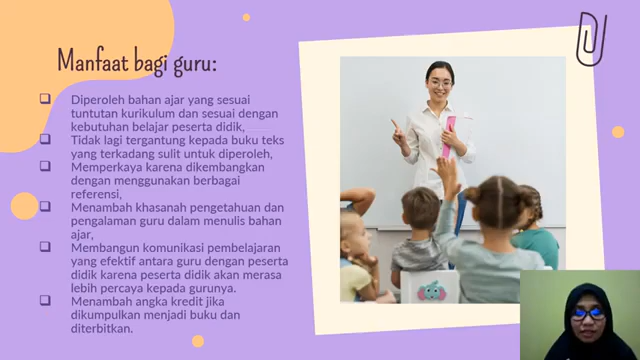 Manfaat bagi guru:
Diperoleh bahan ajar yang sesuai
tuntutan kurikulum dan sesuai dengan
kebutuhan belajar peserta didik,
Tidak lagi tergantung kepada buku teks
yang terkadang sulit untuk diperoleh,
Memperkaya karena dikembangkan
dengan menggunakan berbagai
referensi,
Menambah khasanah pengetahuan dan
pengalaman guru dalam menulis bahan
ajar,
Membangun komunikasi pembelajaran
yang efektif antara guru dengan peserta
didik karena peserta didik akan merasa
lebih percaya kepada gurunya.
Menambah angka kredit jika
dikumpulkan menjadi buku dan
diterbitkan.